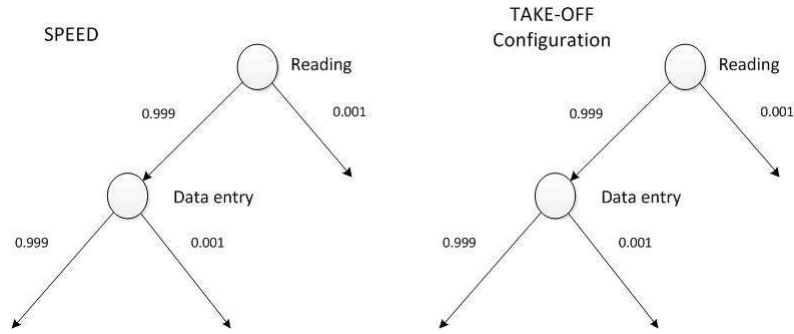 SPEED
Reading
0.999
0.001
Data entry
0.999
0.001
TAKE-OFF
Configuration
Reading
0.999
0.001
Data entry
0.999
0.001